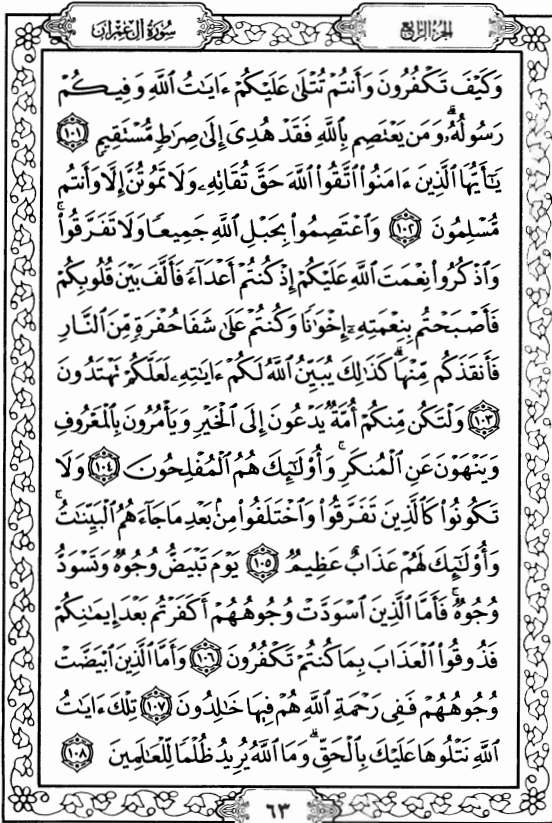 الجزء الرابع
سورة آل عمران
وَكَيْفَ تَكْفُرُونَ وَأَنتُمْ تُتْلَىٰ عَلَيْكُمْ ءَايَٰتُ ٱللَّهِ وَفِيكُمْ
رَسُولُهُۥ ۗ وَمَن يَعْتَصِم بِٱللَّهِ فَقَدْ هُدِىَ إِلَىٰ صِرَٰطٍ مُّسْتَقِيمٍ ١٠١
يَٰٓأَيُّهَا ٱلَّذِينَ ءَامَنُوا۟ ٱتَّقُوا۟ ٱللَّهَ حَقَّ تُقَاتِهِۦ وَلَا تَمُوتُنَّ إِلَّا وَأَنتُم
مُّسْلِمُونَ ١٠٢ وَٱعْتَصِمُوا۟ بِحَبْلِ ٱللَّهِ جَمِيعًا وَلَا تَفَرَّقُوا۟ ۚ
وَٱذْكُرُوا۟ نِعْمَتَ ٱللَّهِ عَلَيْكُمْ إِذْ كُنتُمْ أَعْدَآءً فَأَلَّفَ بَيْنَ قُلُوبِكُمْ
فَأَصْبَحْتُم بِنِعْمَتِهِۦٓ إِخْوَٰنًا وَكُنتُمْ عَلَىٰ شَفَا حُفْرَةٍ مِّنَ ٱلنَّارِ
فَأَنقَذَكُم مِّنْهَا ۗ كَذَٰلِكَ يُبَيِّنُ ٱللَّهُ لَكُمْ ءَايَٰتِهِۦ لَعَلَّكُمْ تَهْتَدُونَ
١٠٣ وَلْتَكُن مِّنكُمْ أُمَّةٌ يَدْعُونَ إِلَى ٱلْخَيْرِ وَيَأْمُرُونَ بِٱلْمَعْرُوفِ
وَيَنْهَوْنَ عَنِ ٱلْمُنكَرِ ۚ وَأُو۟لَٰٓئِكَ هُمُ ٱلْمُفْلِحُونَ ١٠٤ وَلَا
تَكُونُوا۟ كَٱلَّذِينَ تَفَرَّقُوا۟ وَٱخْتَلَفُوا۟ مِنۢ بَعْدِ مَا جَآءَهُمُ ٱلْبَيِّنَٰتُ ۚ
وَأُو۟لَٰٓئِكَ لَهُمْ عَذَابٌ عَظِيمٌ ١٠٥ يَوْمَ تَبْيَضُّ وُجُوهٌ وَتَسْوَدُّ
وُجُوهٌ ۚ فَأَمَّا ٱلَّذِينَ ٱسْوَدَّتْ وُجُوهُهُمْ أَكَفَرْتُم بَعْدَ إِيمَٰنِكُمْ
فَذُوقُوا۟ ٱلْعَذَابَ بِمَا كُنتُمْ تَكْفُرُونَ ١٠٦ وَأَمَّا ٱلَّذِينَ ٱبْيَضَّتْ
وُجُوهُهُمْ فَفِى رَحْمَةِ ٱللَّهِ هُمْ فِيهَا خَٰلِدُونَ ١٠٧ تِلْكَ ءَايَٰتُ
ٱللَّهِ نَتْلُوهَا عَلَيْكَ بِٱلْحَقِّ ۗ وَمَا ٱللَّهُ يُرِيدُ ظُلْمًا لِّلْعَٰلَمِينَ ١٠٨
٦٣